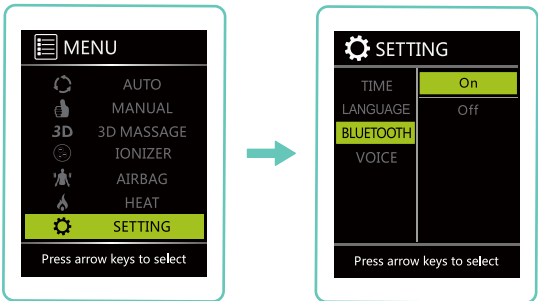 MENU
AUTO
MANUAL
3D 3D MASSAGE
IONIZER
AIRBAG
HEAT
SETTING
Press arrow keys to select
SETTING
TIME On
LANGUAGE Off
BLUETOOTH
VOICE
Press arrow keys to select